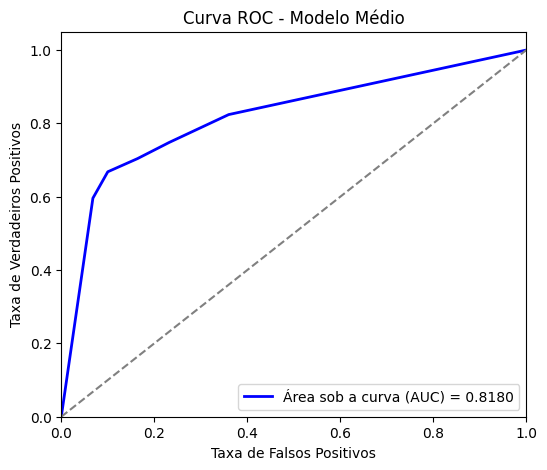 Curva ROC - Modelo Médio
Taxa de Verdadeiros Positivos
1.0
0.8
0.6
0.4
0.2
0.0
0.0 0.2 0.4 0.6 0.8 1.0
Área sob a curva (AUC) = 0.8180
Taxa de Falsos Positivos